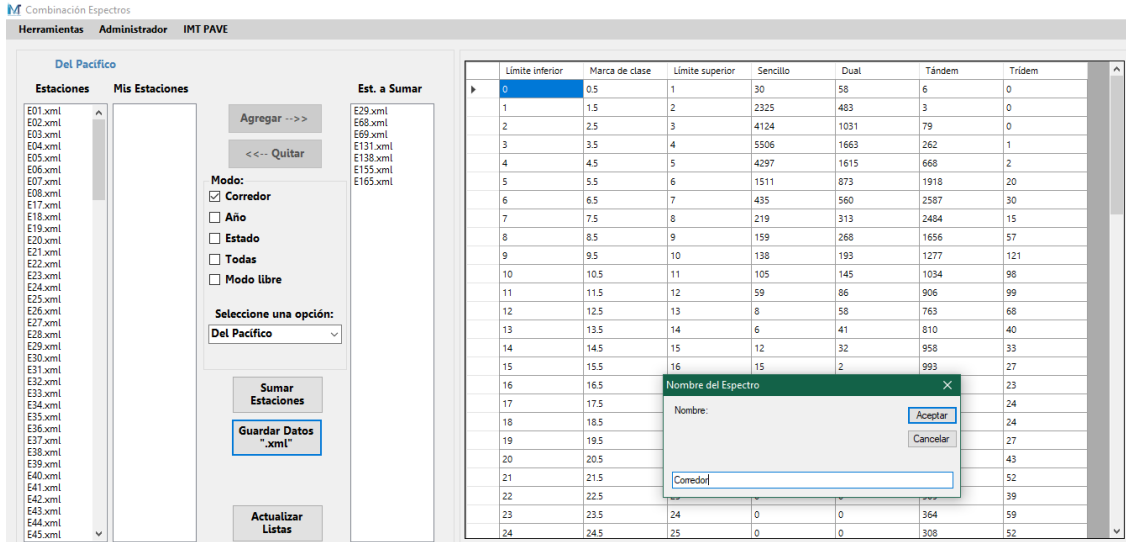 Combinación Espectros
Herramientas Administrador IMT PAVE
Del Pacífico
Estaciones Mis Estaciones Est. a Sumar
E01.xml
E02.xml
E03.xml
E04.xml
E05.xml
E06.xml
E07.xml
E08.xml
E17.xml
E18.xml
E19.xml
E20.xml
E21.xml
E22.xml
E23.xml
E24.xml
E25.xml
E26.xml
E27.xml
E28.xml
E29.xml
E30.xml
E31.xml
E32.xml
E33.xml
E34.xml
E35.xml
E36.xml
E37.xml
E38.xml
E39.xml
E40.xml
E41.xml
E42.xml
E43.xml
E44.xml
E45.xml
Agregar -->>
<<-- Quitar
Modo:
Corredor
Año
Estado
Todas
Modo libre
Seleccione una opción:
Del Pacífico
Sumar
Estaciones
Guardar Datos
".xml"
Actualizar
Listas
E29.xml
E68.xml
E69.xml
E131.xml
E138.xml
E155.xml
E165.xml
Límite inferior Marca de clase Límite superior Sencillo Dual Tándem Trídem
0 0.5 1 30 58 6 0
1 1.5 2 2325 483 3 0
2 2.5 3 4124 1031 79 0
3 3.5 4 5506 1663 262 1
4 4.5 5 4297 1615 668 2
5 5.5 6 1511 873 1918 20
6 6.5 7 435 560 2587 30
7 7.5 8 219 313 2484 15
8 8.5 9 159 268 1656 57
9 9.5 10 138 193 1277 121
10 10.5 11 105 145 1034 98
11 11.5 12 59 86 906 99
12 12.5 13 8 58 763 68
13 13.5 14 6 41 810 40
14 14.5 15 12 32 958 33
15 15.5 16 15 2 993 27
16 16.5 23
17 17.5 24
18 18.5 24
19 19.5 27
20 20.5 43
21 21.5 52
22 22.5 39
23 23.5 24 0 0 364 59
24 24.5 25 0 0 308 52
Nombre del Espectro
Nombre:
Aceptar
Cancelar
Corredor